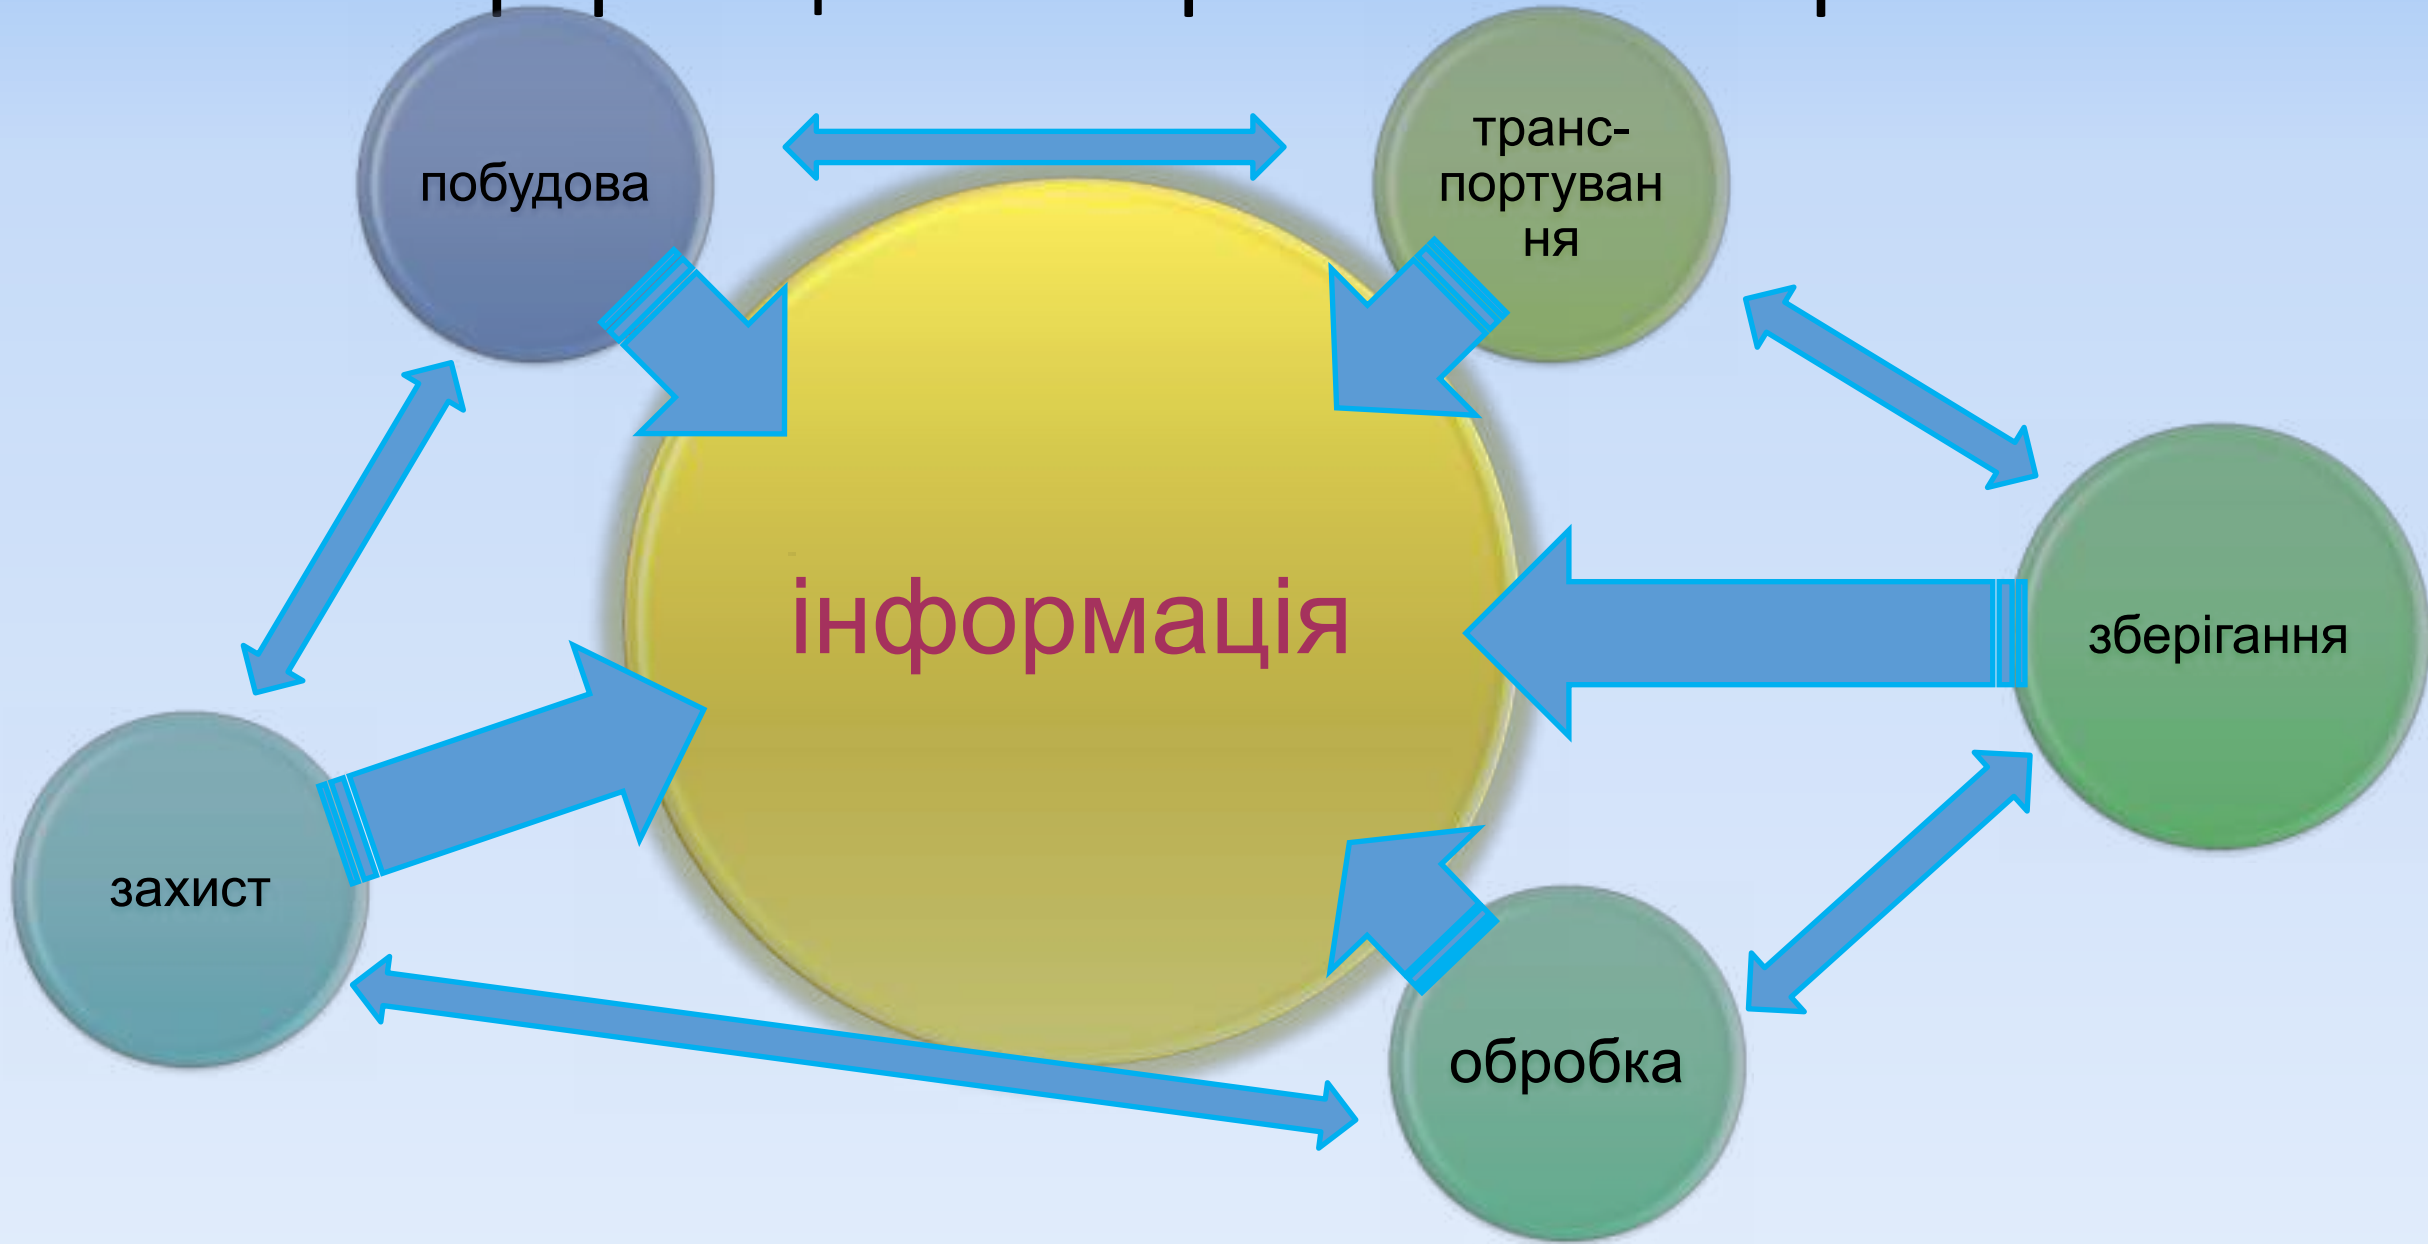 побудова
транс-
портуван
ня
інформація
зберігання
захист
обробка